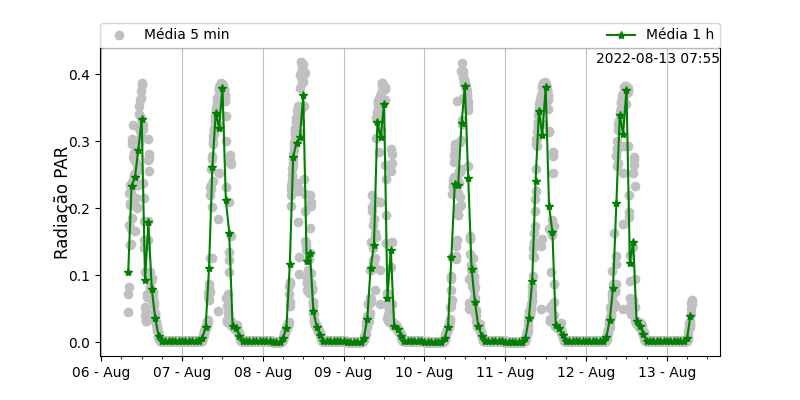 Média 5 min
Média 1 h
2022-08-13 07:55
Radiação PAR
0.4
0.3
0.2
0.1
0.0
06 - Aug
07 - Aug
08 - Aug
09 - Aug
10 - Aug
11 - Aug
12 - Aug
13 - Aug